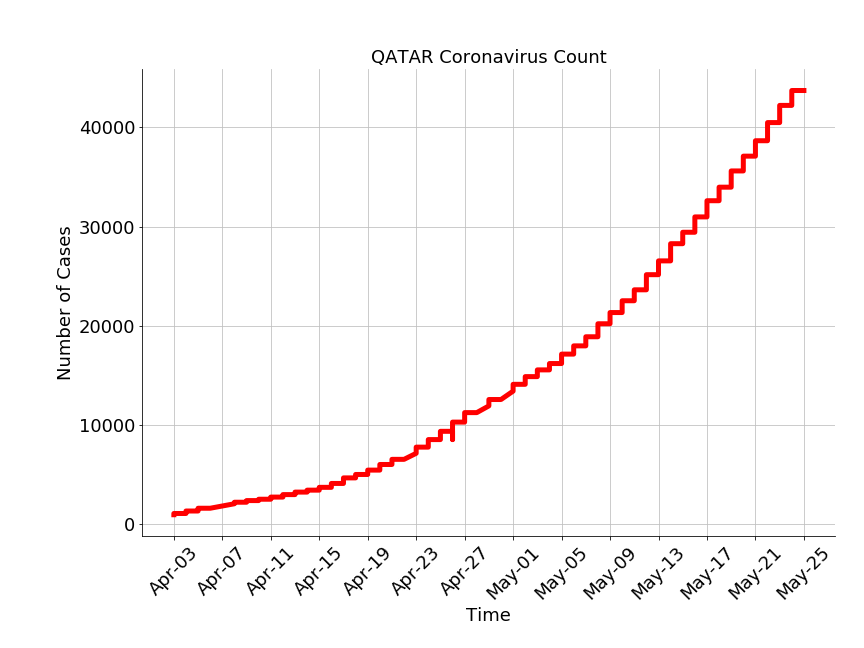 QATAR Coronavirus Count
Number of Cases
40000
30000
20000
10000
0
Apr-03
Apr-07
Apr-11
Apr-15
Apr-19
Apr-23
Apr-27
May-01
May-05
May-09
May-13
May-17
May-21
May-25
Time